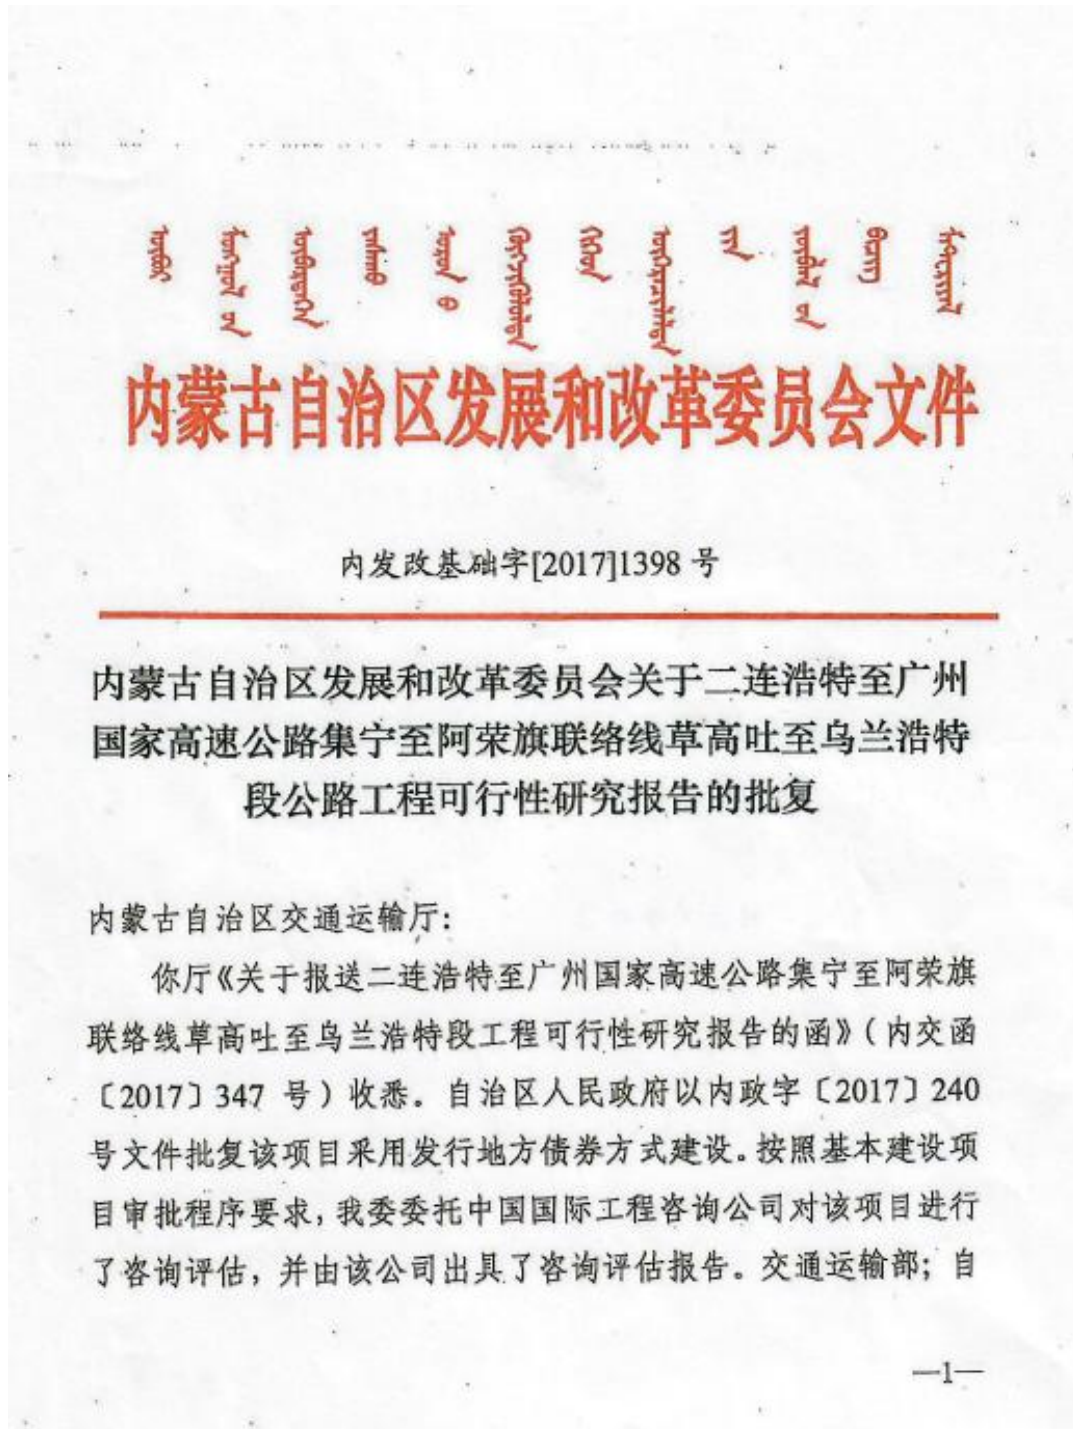 内蒙古自治区发展和改革委员会文件
内发改基础字[2017]1398 号
内蒙古自治区发展和改革委员会关于二连浩特至广州
国家高速公路集宁至阿荣旗联络线草高吐至乌兰浩特
段公路工程可行性研究报告的批复
内蒙古自治区交通运输厅：
你厅《关于报送二连浩特至广州国家高速公路集宁至阿荣旗
联络线草高吐至乌兰浩特段工程可行性研究报告的函》（内交函
〔2017〕347 号）收悉。自治区人民政府以内政字〔2017〕240
号文件批复该项目采用发行地方债券方式建设。按照基本建设项
目审批程序要求，我委委托中国国际工程咨询公司对该项目进行
了咨询评估，并由该公司出具了咨询评估报告。交通运输部；自
—1—